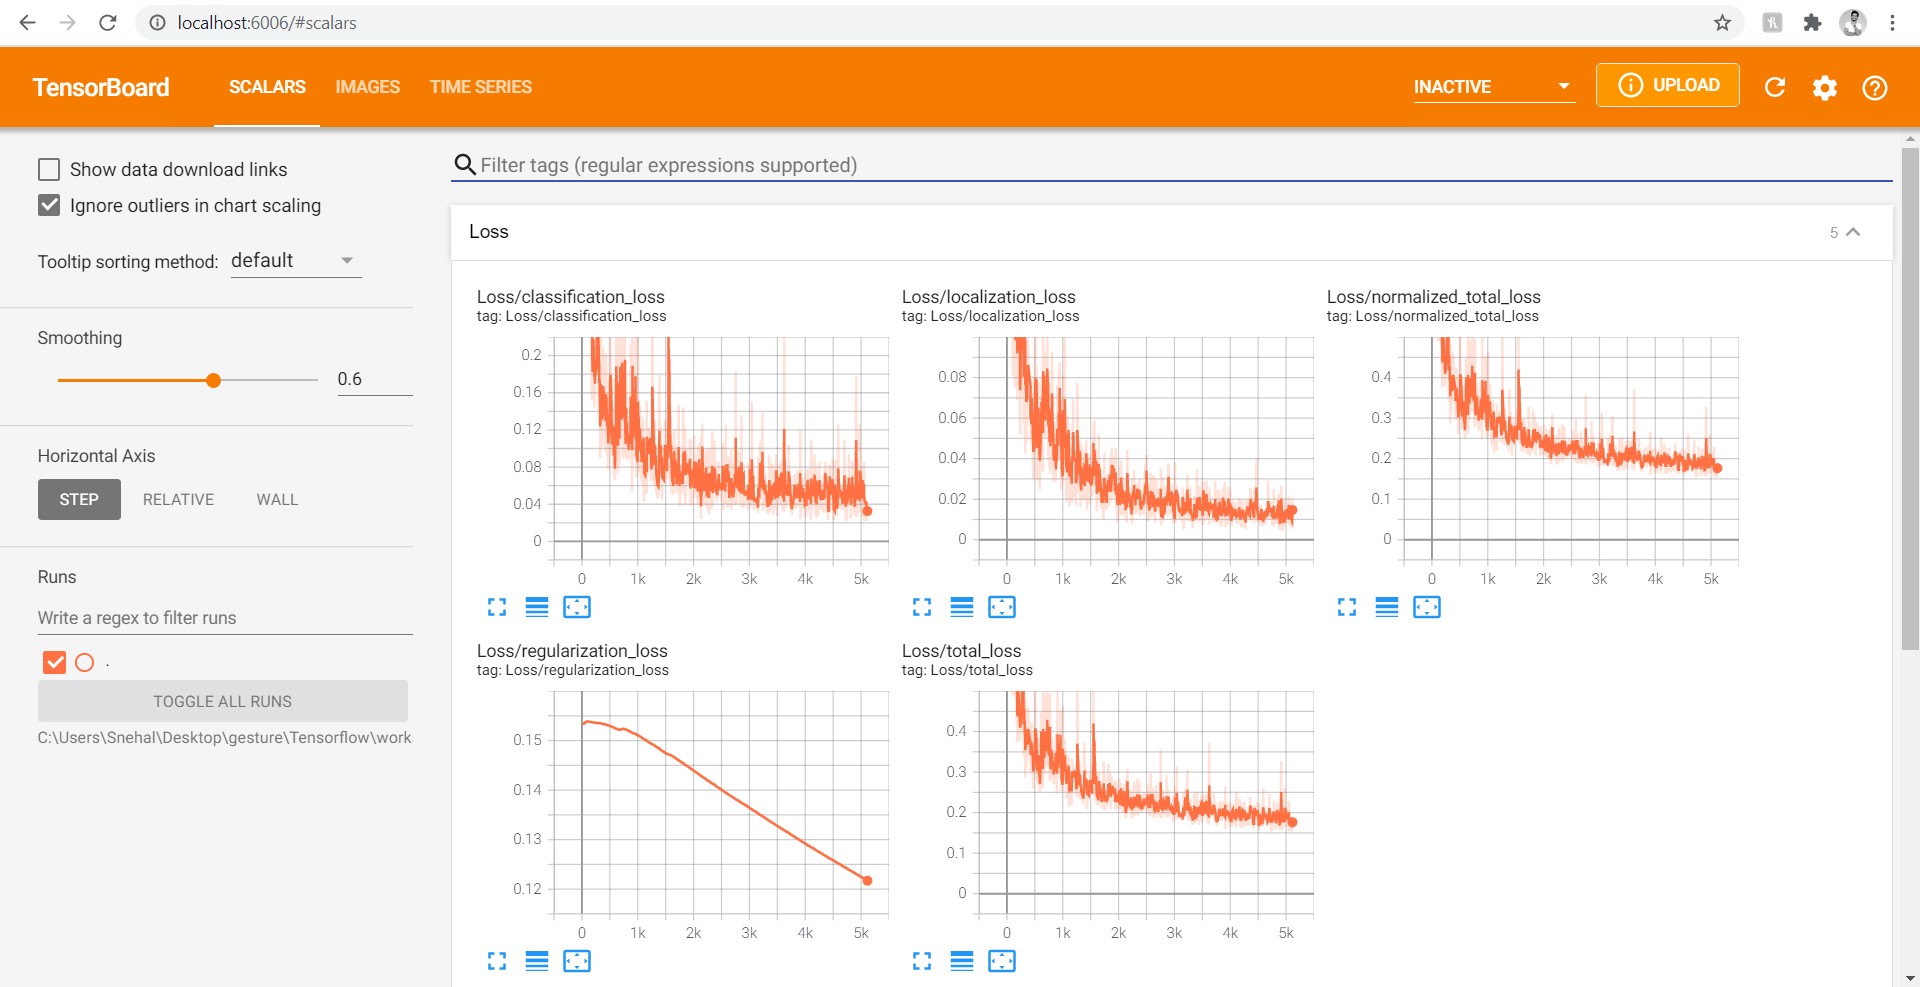 localhost:6006/#scalars
TensorBoard
SCALARS
IMAGES
TIME SERIES
INACTIVE
UPLOAD
Show data download links
Ignore outliers in chart scaling
Tooltip sorting method: default
Smoothing
0.6
Horizontal Axis
STEP
RELATIVE
WALL
Runs
Write a regex to filter runs
.
TOGGLE ALL RUNS
C:\Users\Snehal\Desktop\gesture\Tensorflow\work
Filter tags (regular expressions supported)
Loss
5
Loss/classification_loss
tag: Loss/classification_loss
0.2
0.16
0.12
0.08
0.04
0
0 1k 2k 3k 4k 5k
Loss/localization_loss
tag: Loss/localization_loss
0.08
0.06
0.04
0.02
0
0 1k 2k 3k 4k 5k
Loss/normalized_total_loss
tag: Loss/normalized_total_loss
0.4
0.3
0.2
0.1
0
0 1k 2k 3k 4k 5k
Loss/regularization_loss
tag: Loss/regularization_loss
0.15
0.14
0.13
0.12
0 1k 2k 3k 4k 5k
Loss/total_loss
tag: Loss/total_loss
0.4
0.3
0.2
0.1
0
0 1k 2k 3k 4k 5k